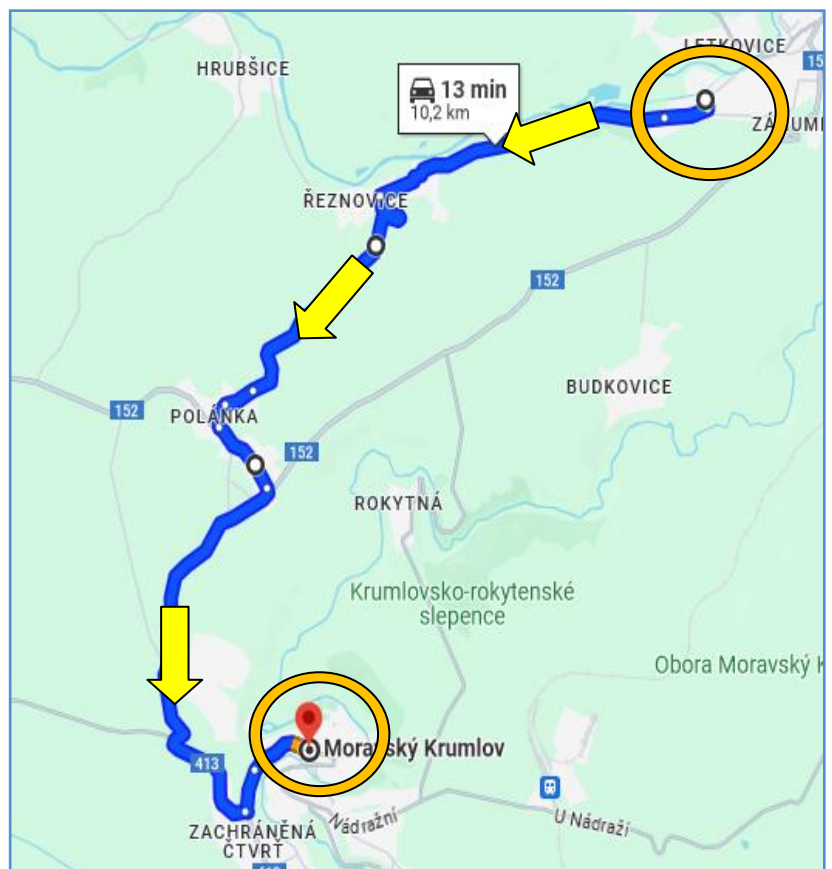 LETKOVICE
HRUBŠICE
13 min
10,2 km
ŘEZNOVICE
152
152
BUDKOVICE
152
POLÁNKA
152
ROKYTNÁ
Krumlovsko-rokytenské
slepence
Obora Moravský K
Moravský Krumlov
413
Nádražní
U Nádraží
ZACHRÁNĚNÁ
ČTVRŤ